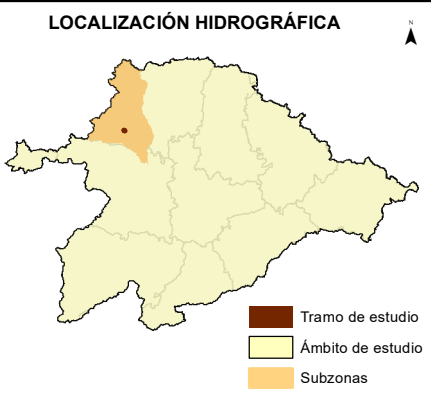 LOCALIZACIÓN HIDROGRÁFICA
N
Tramo de estudio
Ámbito de estudio
Subzonas